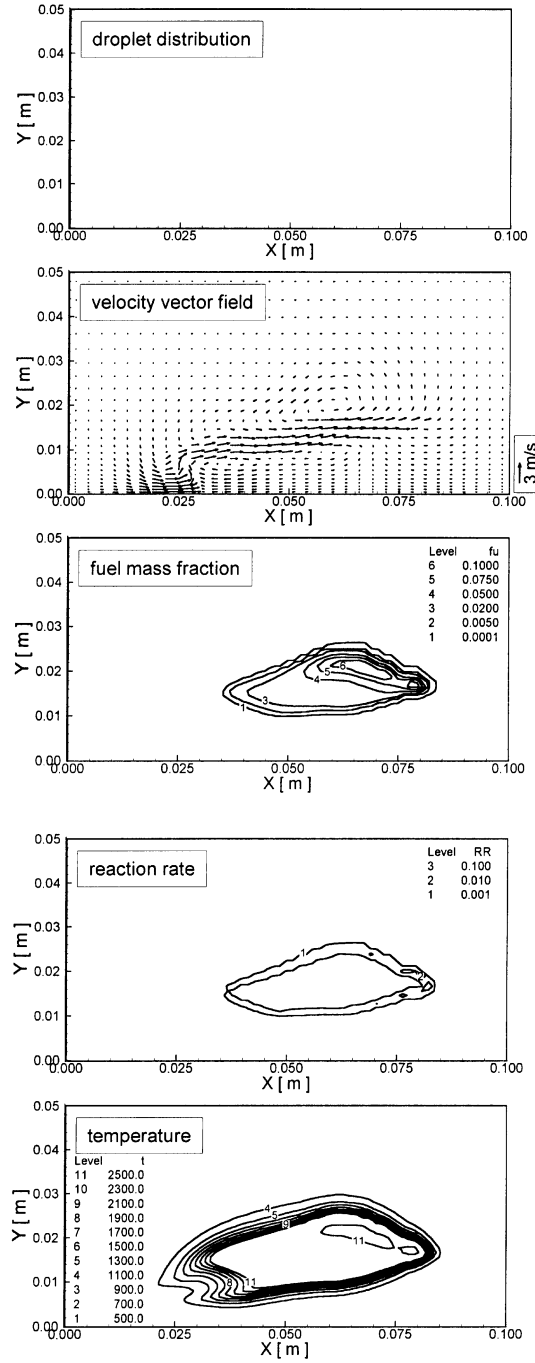 0.05
droplet distribution
0.04
0.03
Y [ m ]
0.02
0.01
0.00
0.000 0.025 0.050 0.075 0.100
X [ m ]
0.05
velocity vector field
0.04
0.03
Y [ m ]
0.02
0.01
0.00
0.000 0.025 0.050 0.075 0.100
X [ m ]
3 m/s
0.05
fuel mass fraction
0.04
0.03
Y [ m ]
0.02
0.01
0.00
0.000 0.025 0.050 0.075 0.100
X [ m ]
Level fu
6 0.1000
5 0.0750
4 0.0500
3 0.0200
2 0.0050
1 0.0001
6
5
4
3
1
0.05
reaction rate
0.04
0.03
Y [ m ]
0.02
0.01
0.00
0.000 0.025 0.050 0.075 0.100
X [ m ]
Level RR
3 0.100
2 0.010
1 0.001
1
2
0.05
temperature
0.04
0.03
Y [ m ]
0.02
0.01
0.00
0.000 0.025 0.050 0.075 0.100
X [ m ]
Level t
11 2500.0
10 2300.0
9 2100.0
8 1900.0
7 1700.0
6 1500.0
5 1300.0
4 1100.0
3 900.0
2 700.0
1 500.0
4
5
9
11
8
11